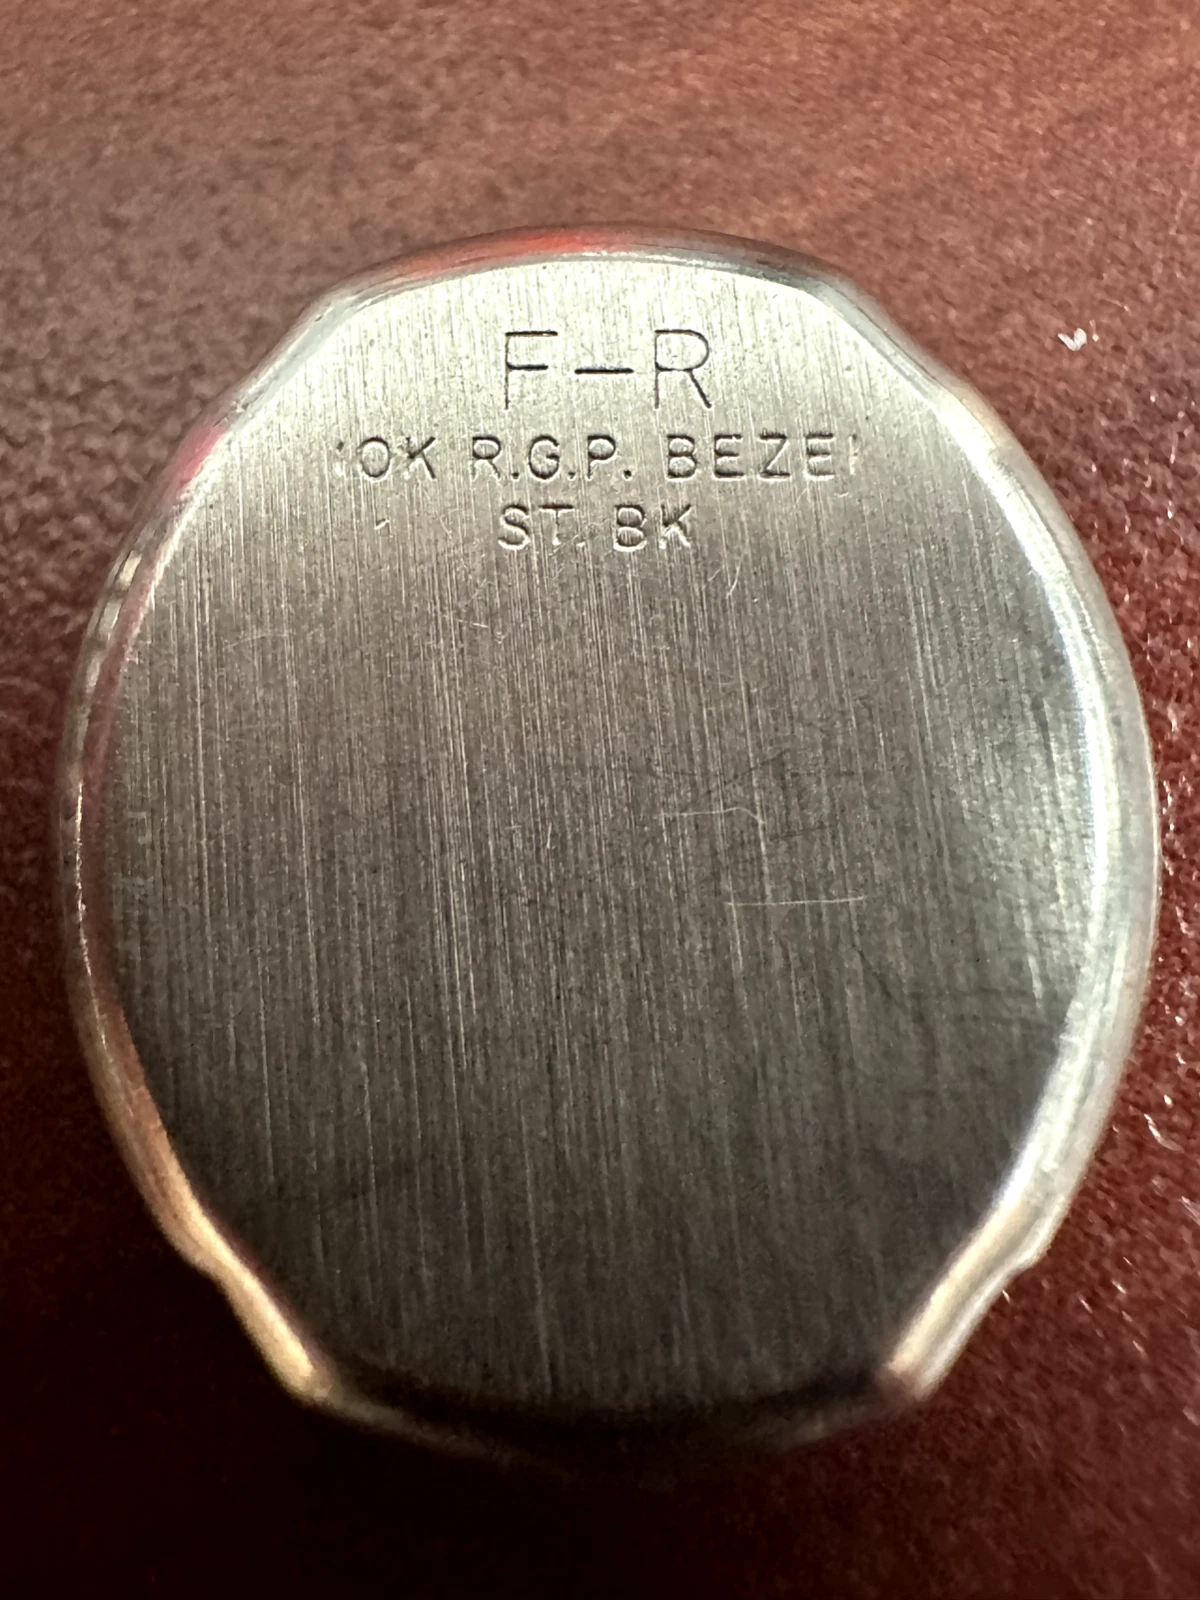 F-R
10K R.G.P. BEZEL
ST. BK